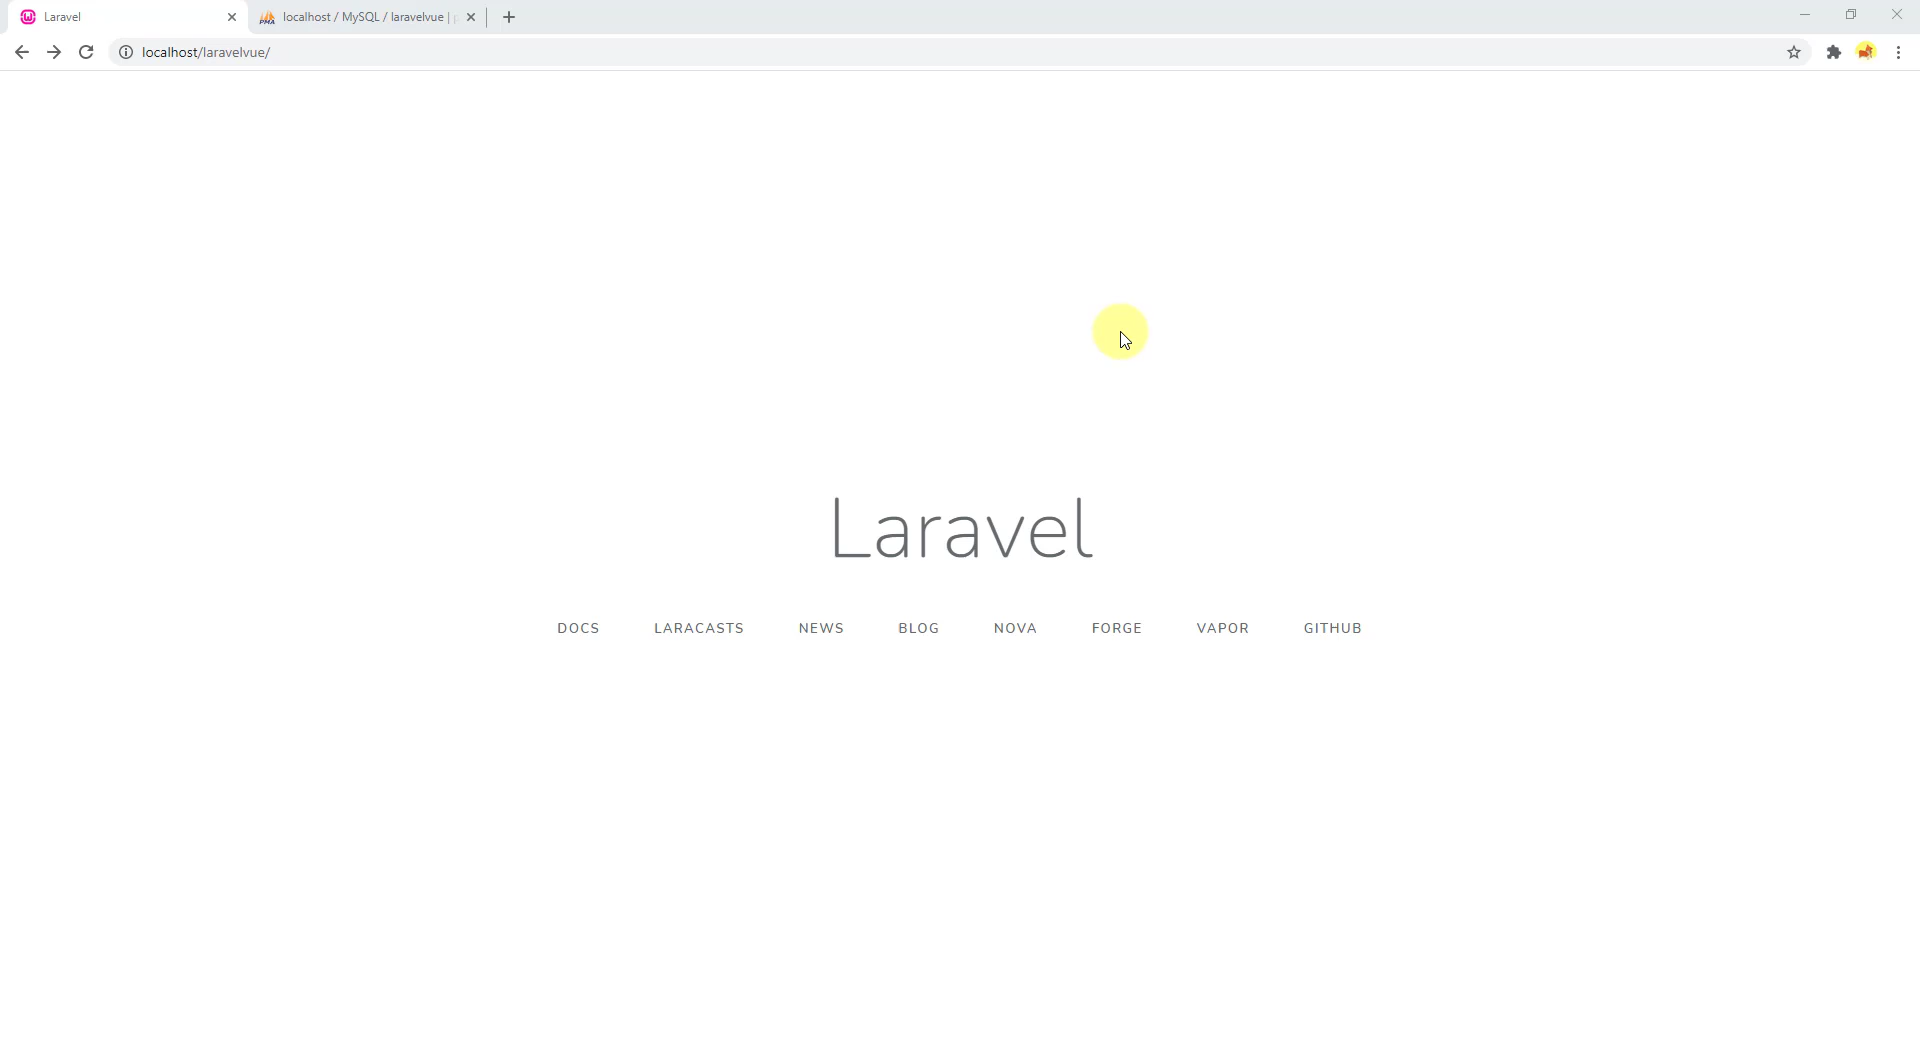 Laravel
localhost / MySQL / laravelvue |
localhost/laravelvue/
Laravel
DOCS LARACASTS NEWS BLOG NOVA FORGE VAPOR GITHUB